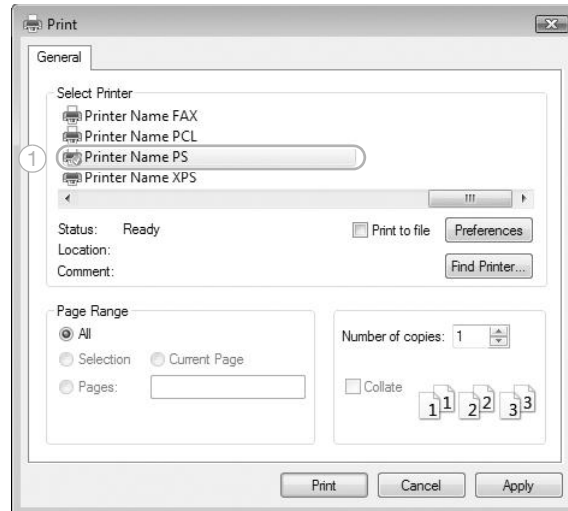 Print
General
Select Printer
Printer Name FAX
Printer Name PCL
1 Printer Name PS
Printer Name XPS
Status: Ready Print to file Preferences
Location:
Comment: Find Printer...
Page Range
All
Selection Current Page
Pages:
Number of copies: 1
Collate
1 1 2 2 3 3
Print Cancel Apply